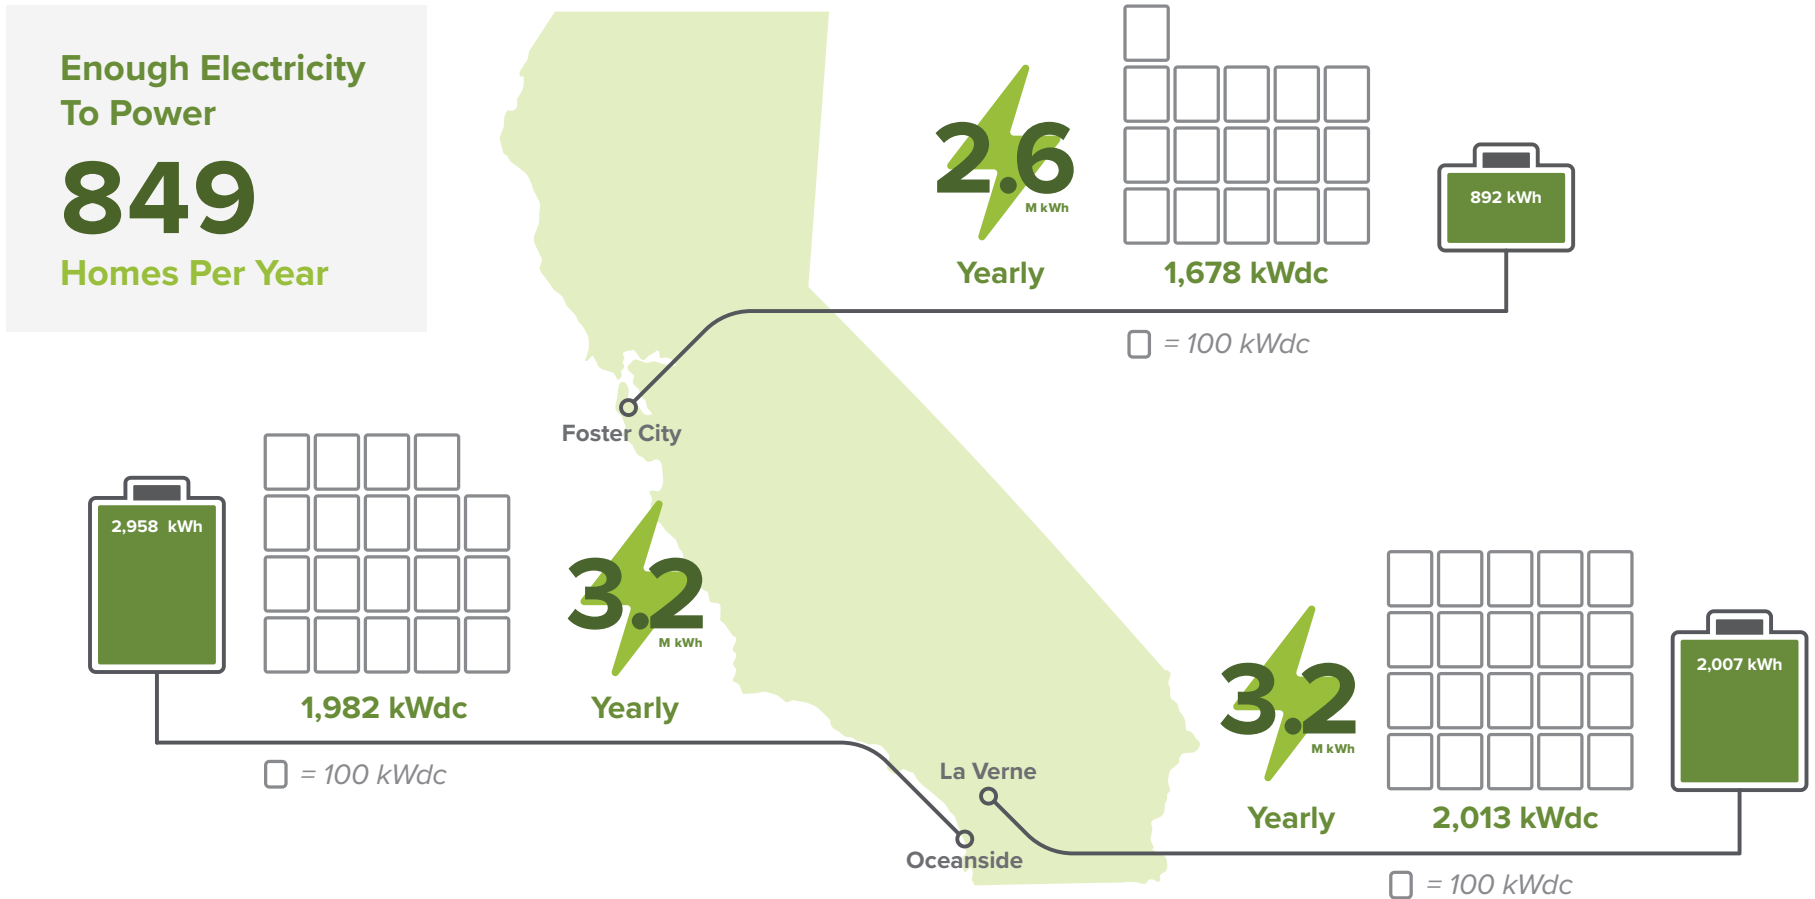 Enough Electricity
To Power
849
Homes Per Year
2.6
M kWh
Yearly
1,678 kWdc
892 kWh
= 100 kWdc
Foster City
2,958 kWh
1,982 kWdc
3.2
M kWh
Yearly
= 100 kWdc
La Verne
Oceanside
3.2
M kWh
Yearly
2,013 kWdc
2,007 kWh
= 100 kWdc